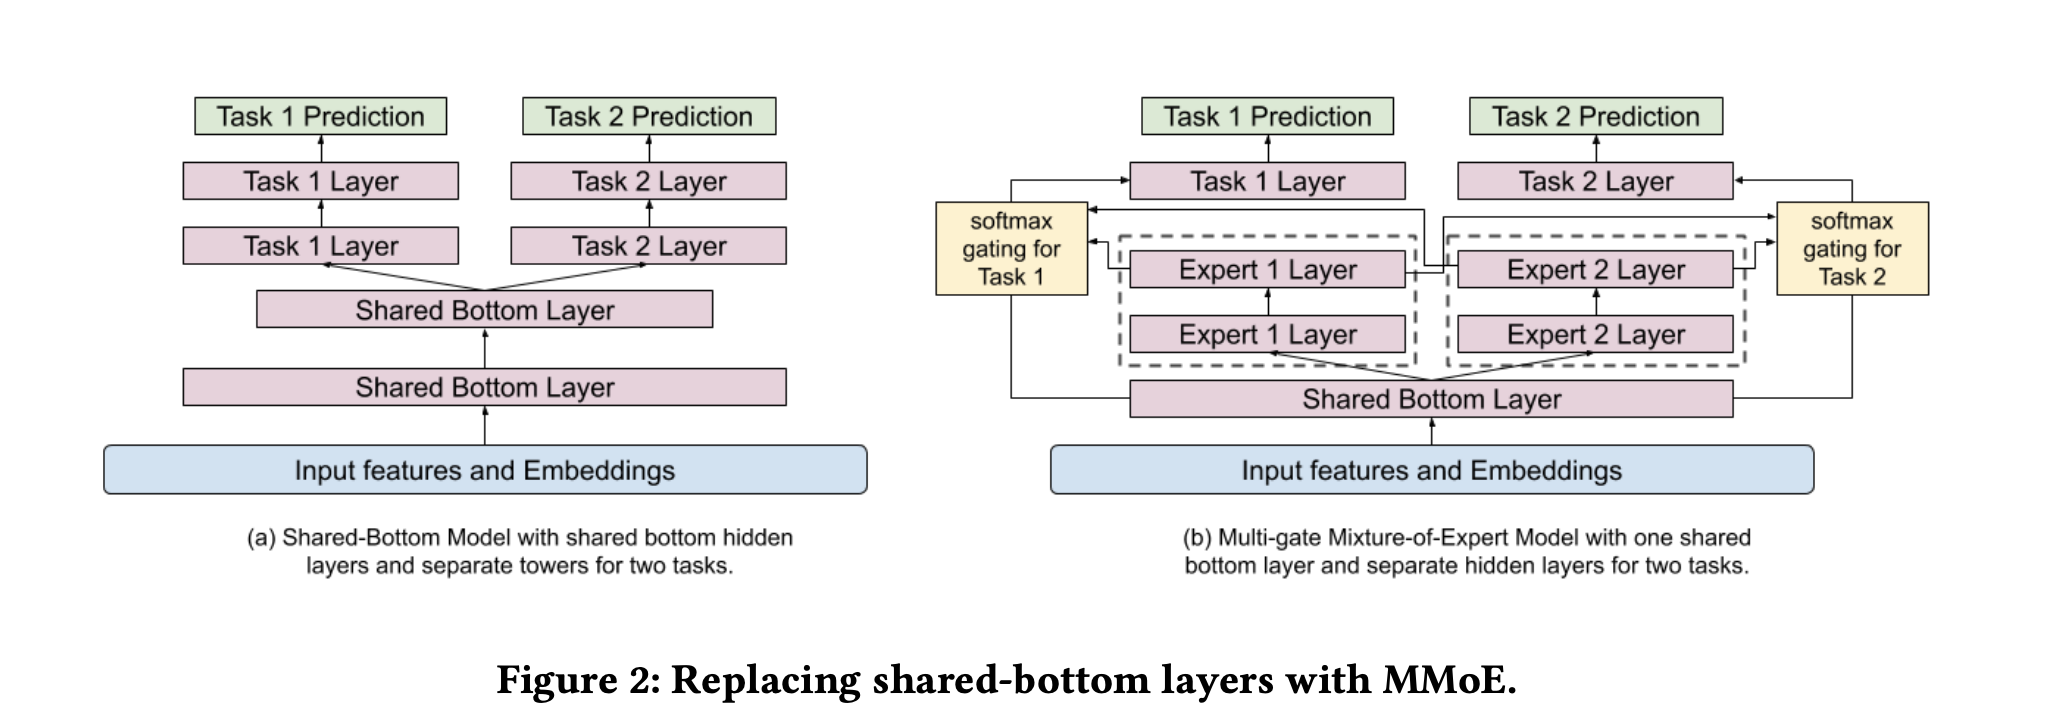 Task 1 Prediction
Task 2 Prediction
Task 1 Layer
Task 2 Layer
Task 1 Layer
Task 2 Layer
Shared Bottom Layer
Shared Bottom Layer
Input features and Embeddings
(a) Shared-Bottom Model with shared bottom hidden
layers and separate towers for two tasks.
Task 1 Prediction
Task 2 Prediction
Task 1 Layer
Task 2 Layer
softmax
gating for
Task 1
Expert 1 Layer
Expert 2 Layer
softmax
gating for
Task 2
Expert 1 Layer
Expert 2 Layer
Shared Bottom Layer
Input features and Embeddings
(b) Multi-gate Mixture-of-Expert Model with one shared
bottom layer and separate hidden layers for two tasks.
Figure 2: Replacing shared-bottom layers with MMoE.